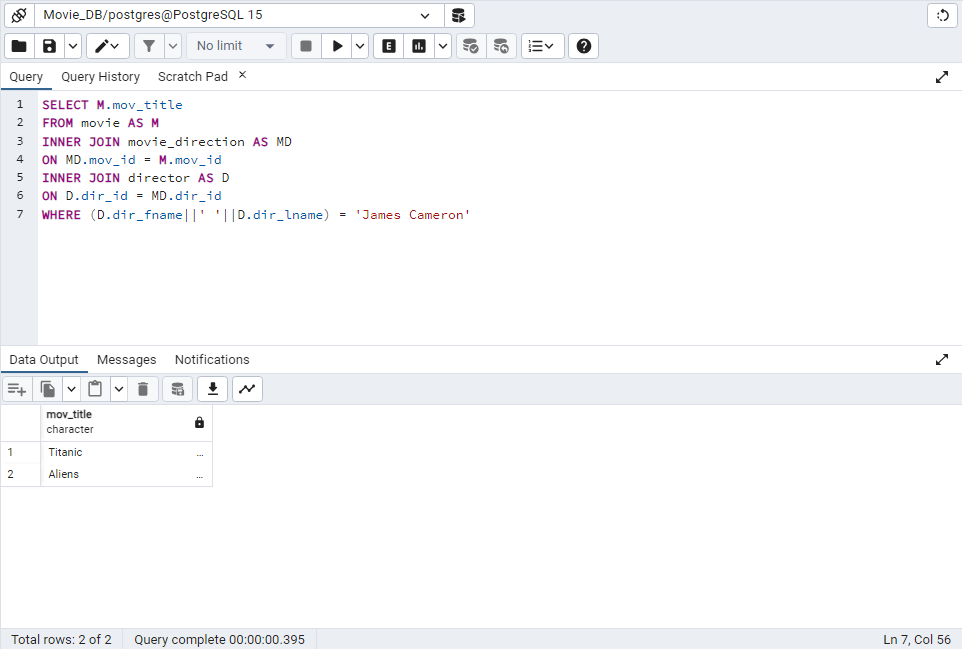 Movie_DB/postgres@PostgreSQL 15
No limit
E
Query Query History Scratch Pad ×
1 SELECT M.mov_title
2 FROM movie AS M
3 INNER JOIN movie_direction AS MD
4 ON MD.mov_id = M.mov_id
5 INNER JOIN director AS D
6 ON D.dir_id = MD.dir_id
7 WHERE (D.dir_fname||' '||D.dir_lname) = 'James Cameron'
Data Output Messages Notifications
mov_title
character
1 Titanic ...
2 Aliens ...
Total rows: 2 of 2 Query complete 00:00:00.395 Ln 7, Col 56